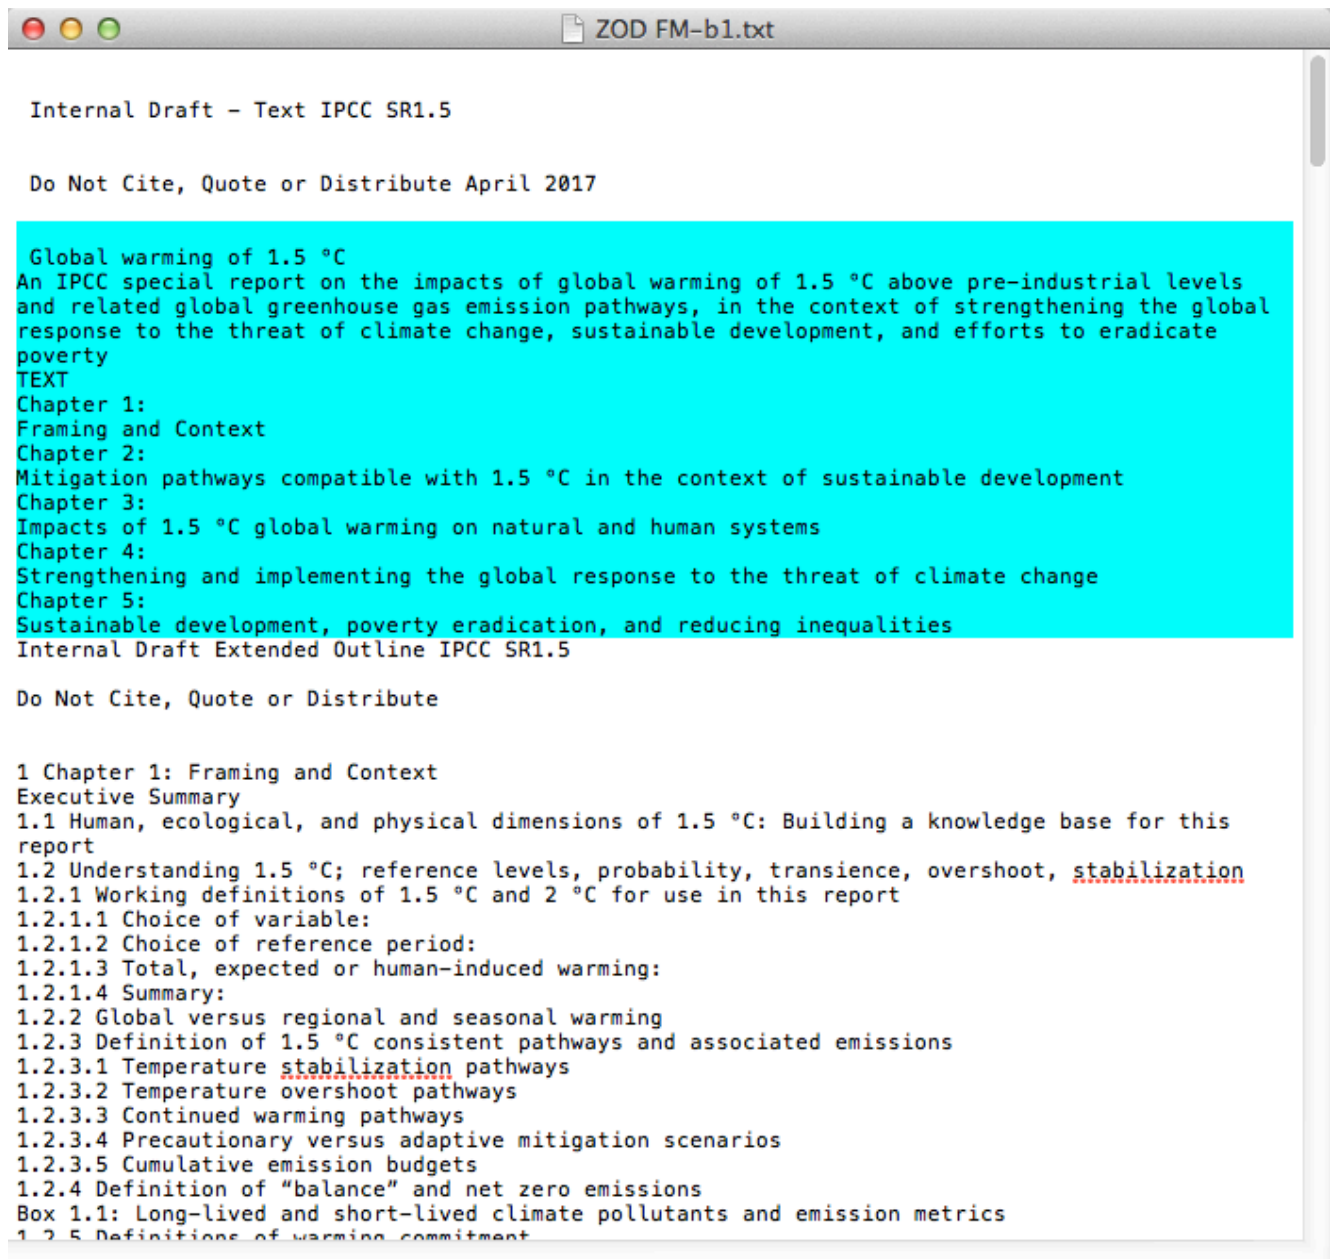 ZOD FM-b1.txt
Internal Draft - Text IPCC SR1.5
Do Not Cite, Quote or Distribute April 2017
Global warming of 1.5 °C
An IPCC special report on the impacts of global warming of 1.5 °C above pre-industrial levels
and related global greenhouse gas emission pathways, in the context of strengthening the global
response to the threat of climate change, sustainable development, and efforts to eradicate
poverty
TEXT
Chapter 1:
Framing and Context
Chapter 2:
Mitigation pathways compatible with 1.5 °C in the context of sustainable development
Chapter 3:
Impacts of 1.5 °C global warming on natural and human systems
Chapter 4:
Strengthening and implementing the global response to the threat of climate change
Chapter 5:
Sustainable development, poverty eradication, and reducing inequalities
Internal Draft Extended Outline IPCC SR1.5
Do Not Cite, Quote or Distribute
1 Chapter 1: Framing and Context
Executive Summary
1.1 Human, ecological, and physical dimensions of 1.5 °C: Building a knowledge base for this
report
1.2 Understanding 1.5 °C; reference levels, probability, transience, overshoot, stabilization
1.2.1 Working definitions of 1.5 °C and 2 °C for use in this report
1.2.1.1 Choice of variable:
1.2.1.2 Choice of reference period:
1.2.1.3 Total, expected or human-induced warming:
1.2.1.4 Summary:
1.2.2 Global versus regional and seasonal warming
1.2.3 Definition of 1.5 °C consistent pathways and associated emissions
1.2.3.1 Temperature stabilization pathways
1.2.3.2 Temperature overshoot pathways
1.2.3.3 Continued warming pathways
1.2.3.4 Precautionary versus adaptive mitigation scenarios
1.2.3.5 Cumulative emission budgets
1.2.4 Definition of “balance” and net zero emissions
Box 1.1: Long-lived and short-lived climate pollutants and emission metrics
1.2.5 Definitions of warming commitment